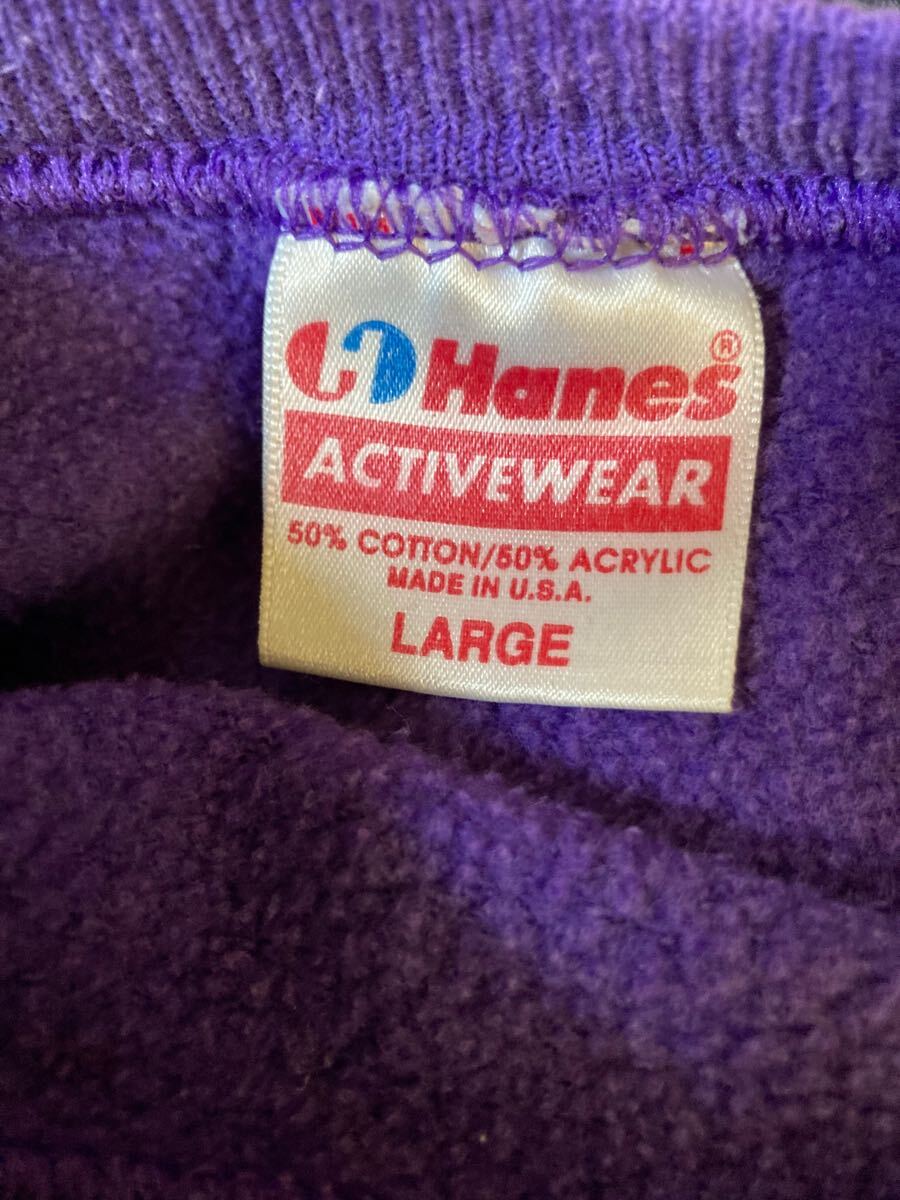 Hanes®
ACTIVEWEAR
50% COTTON/50% ACRYLIC
MADE IN U.S.A.
LARGE